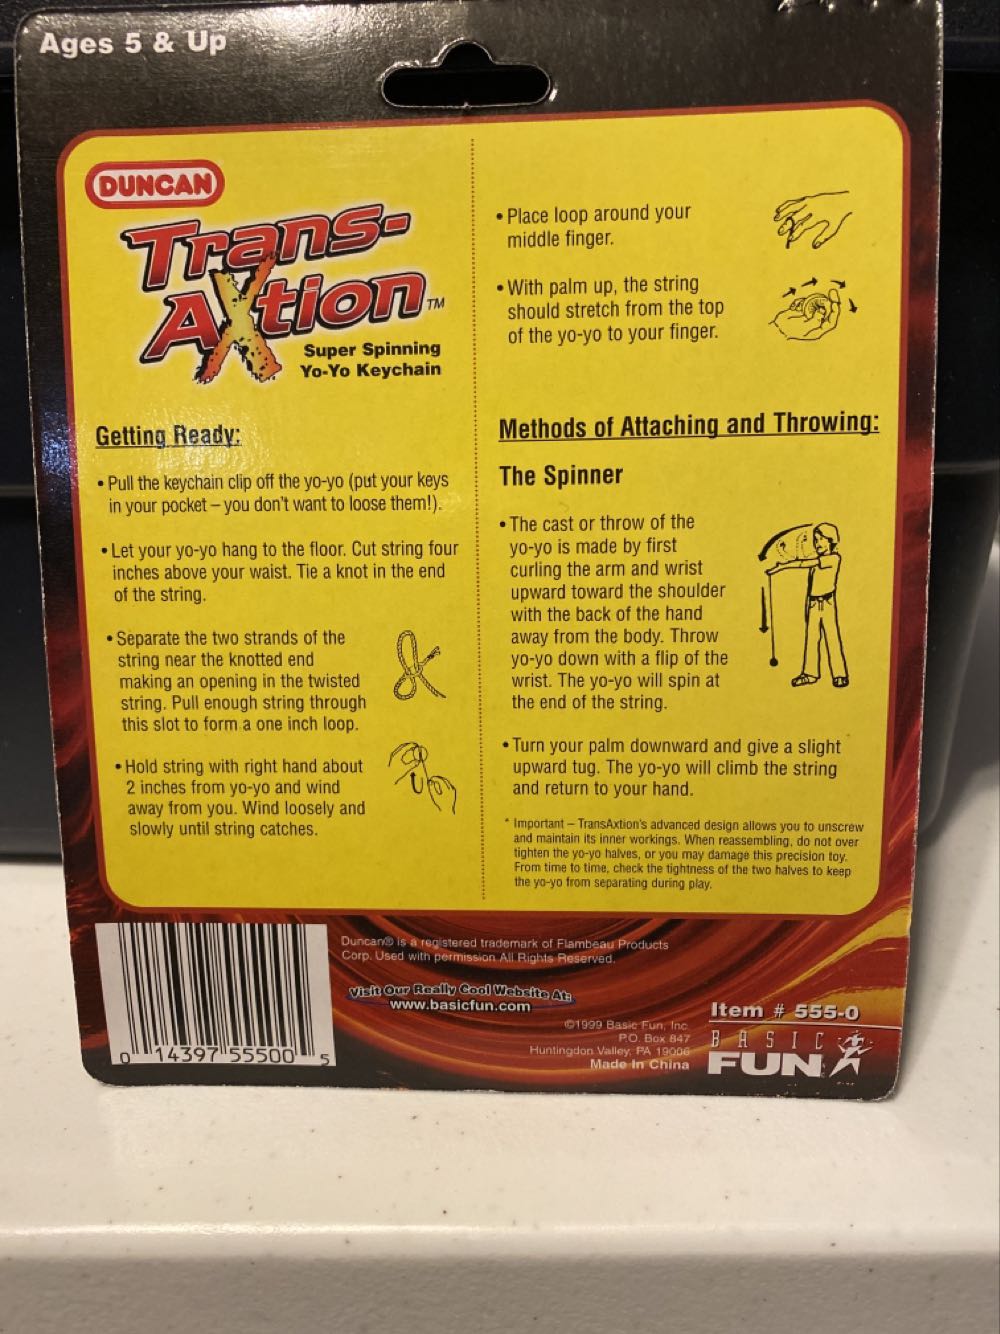 Ages 5 & Up
DUNCAN
Trans-
AXtion™
Super Spinning
Yo-Yo Keychain
Getting Ready:
• Pull the keychain clip off the yo-yo (put your keys
in your pocket – you don't want to loose them!).
• Let your yo-yo hang to the floor. Cut string four
inches above your waist. Tie a knot in the end
of the string.
• Separate the two strands of the
string near the knotted end
making an opening in the twisted
string. Pull enough string through
this slot to form a one inch loop.
• Hold string with right hand about
2 inches from yo-yo and wind
away from you. Wind loosely and
slowly until string catches.
• Place loop around your
middle finger.
• With palm up, the string
should stretch from the top
of the yo-yo to your finger.
Methods of Attaching and Throwing:
The Spinner
• The cast or throw of the
yo-yo is made by first
curling the arm and wrist
upward toward the shoulder
with the back of the hand
away from the body. Throw
yo-yo down with a flip of the
wrist. The yo-yo will spin at
the end of the string.
• Turn your palm downward and give a slight
upward tug. The yo-yo will climb the string
and return to your hand.
* Important – TransAxtion's advanced design allows you to unscrew
and maintain its inner workings. When reassembling, do not over
tighten the yo-yo halves, or you may damage this precision toy.
From time to time, check the tightness of the two halves to keep
the yo-yo from separating during play.
0 14397 55500 5
Duncan® is a registered trademark of Flambeau Products
Corp. Used with permission All Rights Reserved.
Visit Our Really Cool Website At:
www.basicfun.com
©1999 Basic Fun, Inc.
P.O. Box 847
Huntingdon Valley, PA 19006
Made In China
Item # 555-0
BASIC
FUN